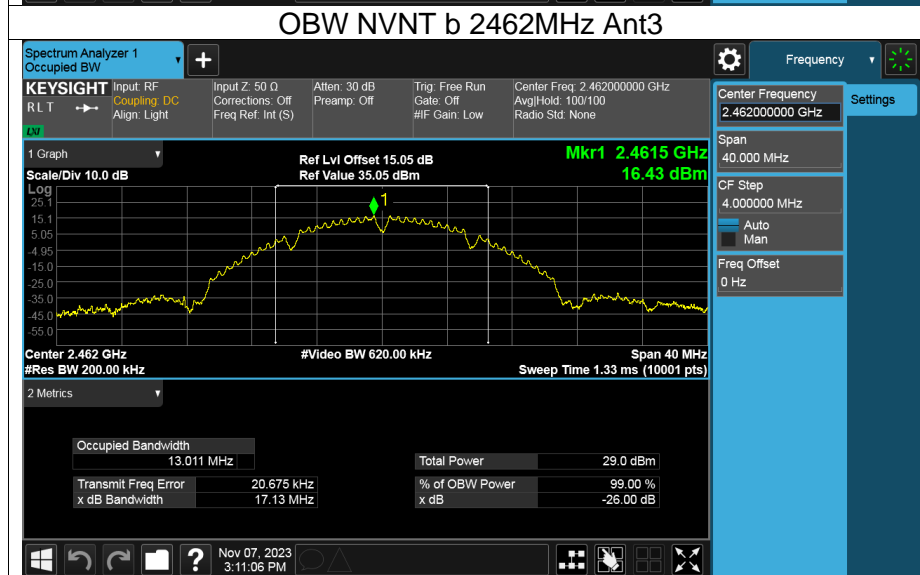 OBW NVNT b 2462MHz Ant3
Spectrum Analyzer 1
Occupied BW
+
Frequency
KEYSIGHT
R L T
LXI
Input: RF
Coupling: DC
Align: Light
Input Z: 50 Ω
Corrections: Off
Freq Ref: Int (S)
Atten: 30 dB
Preamp: Off
Trig: Free Run
Gate: Off
#IF Gain: Low
Center Freq: 2.462000000 GHz
Avg|Hold: 100/100
Radio Std: None
Center Frequency
2.462000000 GHz
Settings
Span
40.000 MHz
CF Step
4.000000 MHz
Auto
Man
Freq Offset
0 Hz
1 Graph
Ref Lvl Offset 15.05 dB
Mkr1 2.4615 GHz
Scale/Div 10.0 dB
Ref Value 35.05 dBm
16.43 dBm
Log
25.1
15.1
5.05
-4.95
-15.0
-25.0
-35.0
-45.0
-55.0
1
Center 2.462 GHz
#Video BW 620.00 kHz
Span 40 MHz
#Res BW 200.00 kHz
Sweep Time 1.33 ms (10001 pts)
2 Metrics
Occupied Bandwidth
13.011 MHz
Total Power 29.0 dBm
Transmit Freq Error 20.675 kHz
% of OBW Power 99.00 %
x dB Bandwidth 17.13 MHz
x dB -26.00 dB
?
Nov 07, 2023
3:11:06 PM